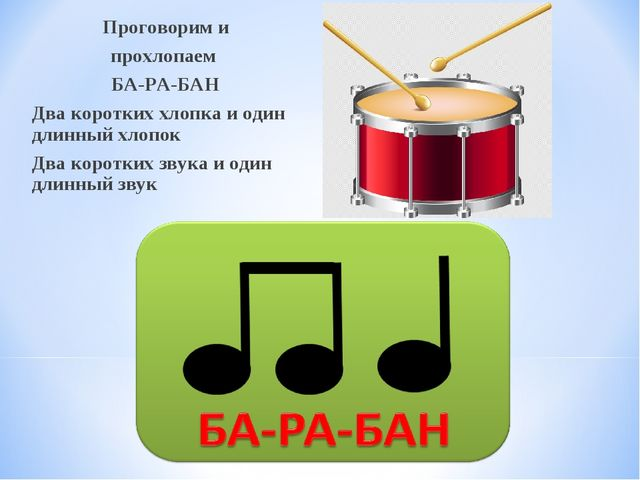 Проговорим и
прохлопаем
БА-РА-БАН
Два коротких хлопка и один
длинный хлопок
Два коротких звука и один
длинный звук
БА-РА-БАН